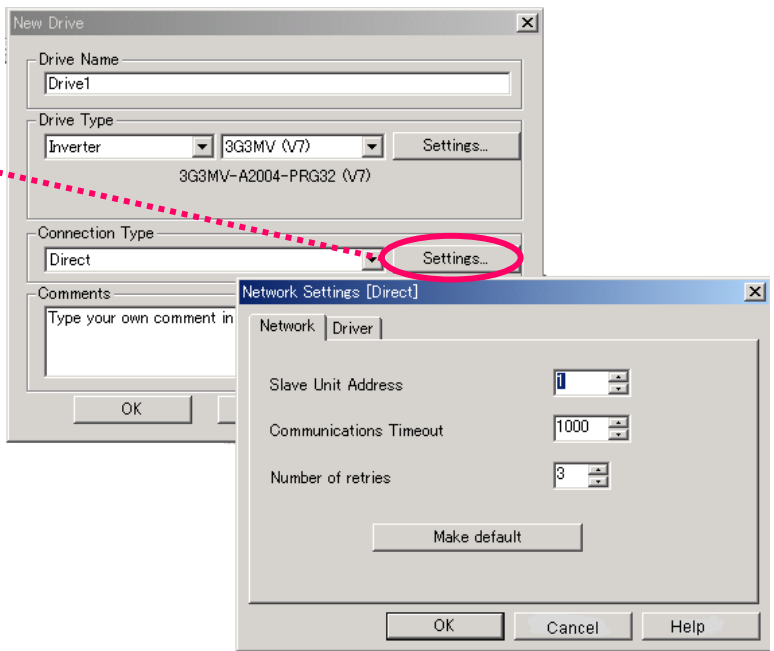 New Drive
Drive Name
Drive1
Drive Type
Inverter 3G3MV (V7) Settings...
3G3MV-A2004-PRG32 (V7)
Connection Type
Direct Settings...
Comments
Type your own comment in
OK
Network Settings [Direct]
Network Driver
Slave Unit Address 1
Communications Timeout 1000
Number of retries 3
Make default
OK Cancel Help